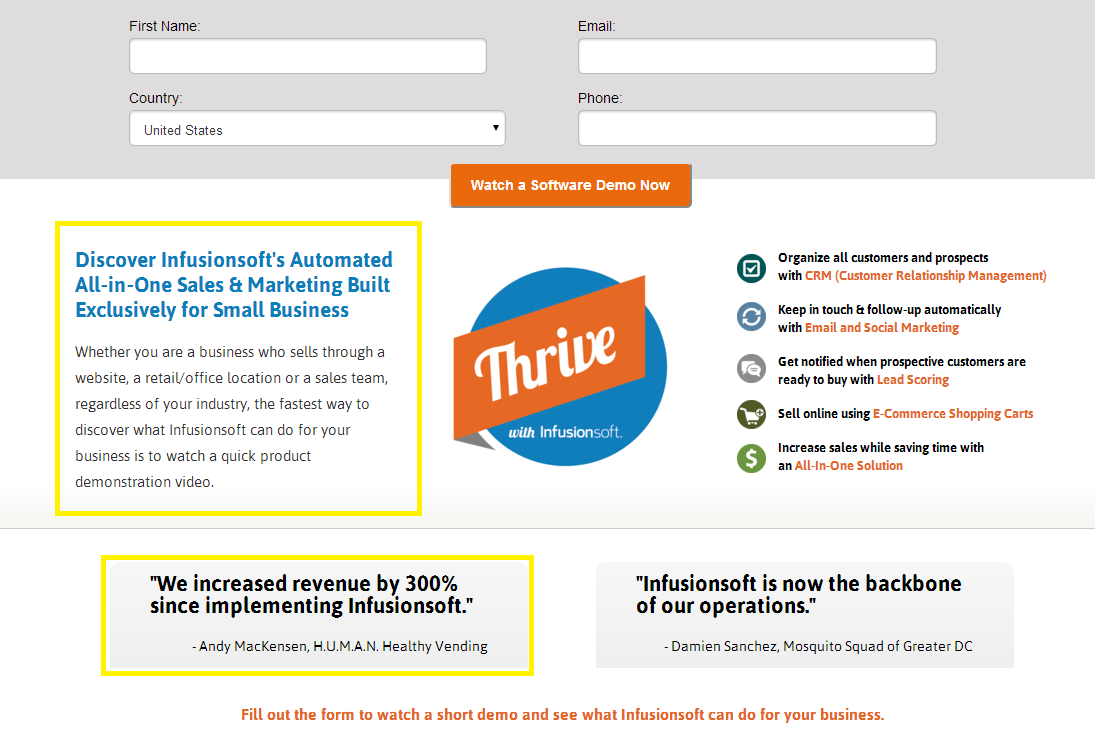 First Name:
Email:
Country:
Phone:
United States
Watch a Software Demo Now
Discover Infusionsoft's Automated
All-in-One Sales & Marketing Built
Exclusively for Small Business
Whether you are a business who sells through a
website, a retail/office location or a sales team,
regardless of your industry, the fastest way to
discover what Infusionsoft can do for your
business is to watch a quick product
demonstration video.
Thrive
with Infusionsoft.
Organize all customers and prospects
with CRM (Customer Relationship Management)
Keep in touch & follow-up automatically
with Email and Social Marketing
Get notified when prospective customers are
ready to buy with Lead Scoring
Sell online using E-Commerce Shopping Carts
Increase sales while saving time with
an All-In-One Solution
"We increased revenue by 300%
since implementing Infusionsoft."
- Andy MacKensen, H.U.M.A.N. Healthy Vending
"Infusionsoft is now the backbone
of our operations."
- Damien Sanchez, Mosquito Squad of Greater DC
Fill out the form to watch a short demo and see what Infusionsoft can do for your business.